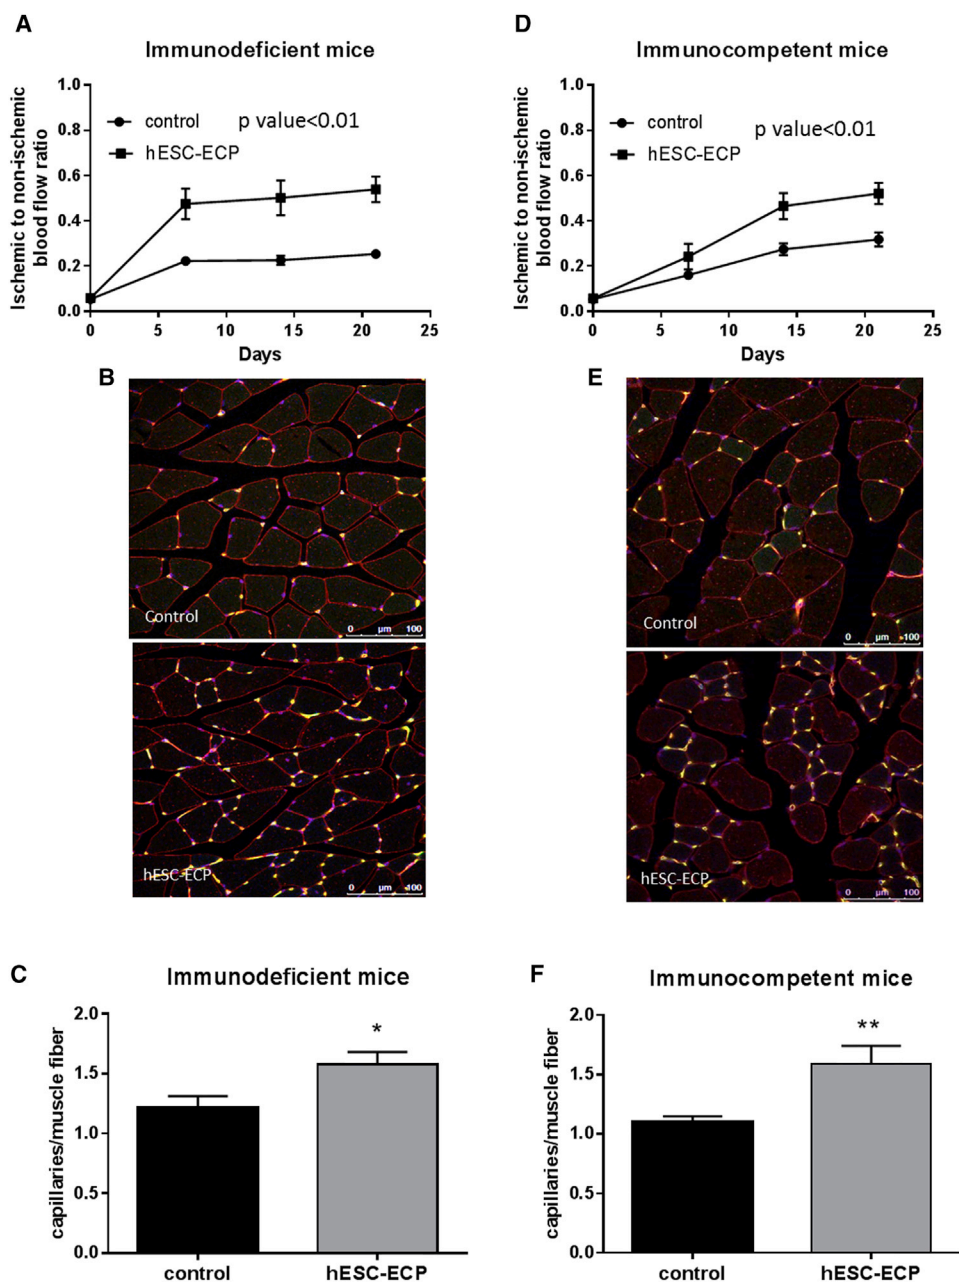 A
Immunodeficient mice
Ischemic to non-ischemic
blood flow ratio
1.0
0.8
0.6
0.4
0.2
0.0
control
hESC-ECP
p value<0.01
0 5 10 15 20 25
Days
D
Immunocompetent mice
Ischemic to non-ischemic
blood flow ratio
1.0
0.8
0.6
0.4
0.2
0.0
control
hESC-ECP
p value<0.01
0 5 10 15 20 25
Days
B
Control
0 µm 100
hESC-ECP
0 µm 100
E
Control
0 µm 100
hESC-ECP
0 µm 100
C
Immunodeficient mice
capillaries/muscle fiber
2.0
1.5
1.0
0.5
0.0
*
control hESC-ECP
F
Immunocompetent mice
capillaries/muscle fiber
2.0
1.5
1.0
0.5
0.0
**
control hESC-ECP